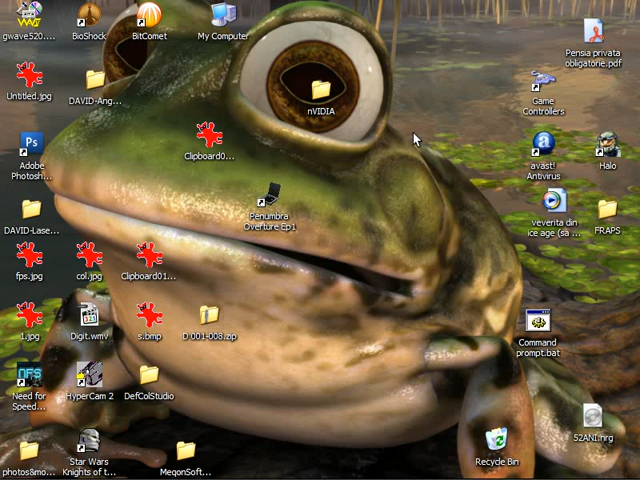 gwave520....
BioShock
BitComet
My Computer
Pensia privata
obligatorie.pdf
Untitled.jpg
DAVID-Ang...
nVIDIA
Game
Controllers
Adobe
Photosh...
Clipboard0...
avast!
Antivirus
Halo
DAVID-Lase...
Penumbra
Overture Ep1
veverita din
ice age (sa ...
FRAPS
fps.jpg
col.jpg
Clipboard01...
1.jpg
Digit.wmv
s.bmp
D 001-008.zip
Command
prompt.bat
Need for
Speed...
HyperCam 2
DefColStudio
52ANI.nrg
photos&mo...
Star Wars
Knights of t...
MeqonSoft...
Recycle Bin